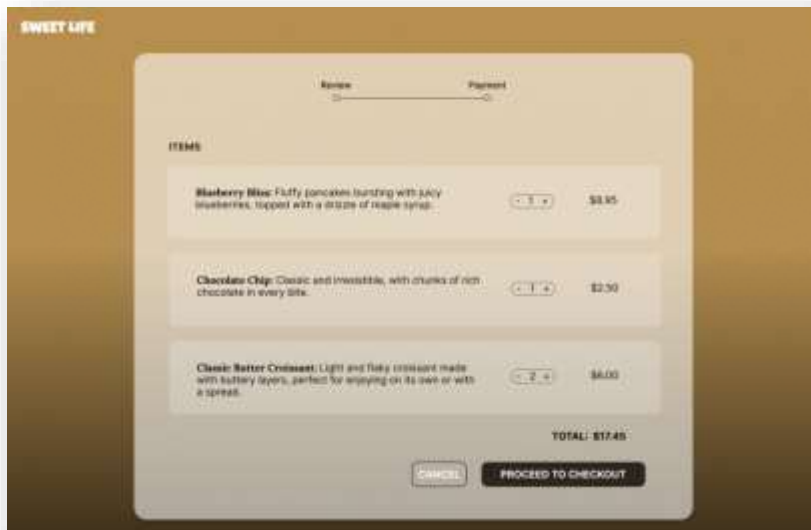 SWEET LIFE
Review Payment
ITEMS
Blueberry Bliss: Fluffy pancakes bursting with juicy
blueberries, topped with a drizzle of maple syrup.
- 1 +
$8.95
Chocolate Chip: Classic and irresistible, with chunks of rich
chocolate in every bite.
- 1 +
$2.50
Classic Butter Croissant: Light and flaky croissant made
with buttery layers, perfect for enjoying on its own or with
a spread.
- 2 +
$6.00
TOTAL: $17.45
CANCEL
PROCEED TO CHECKOUT